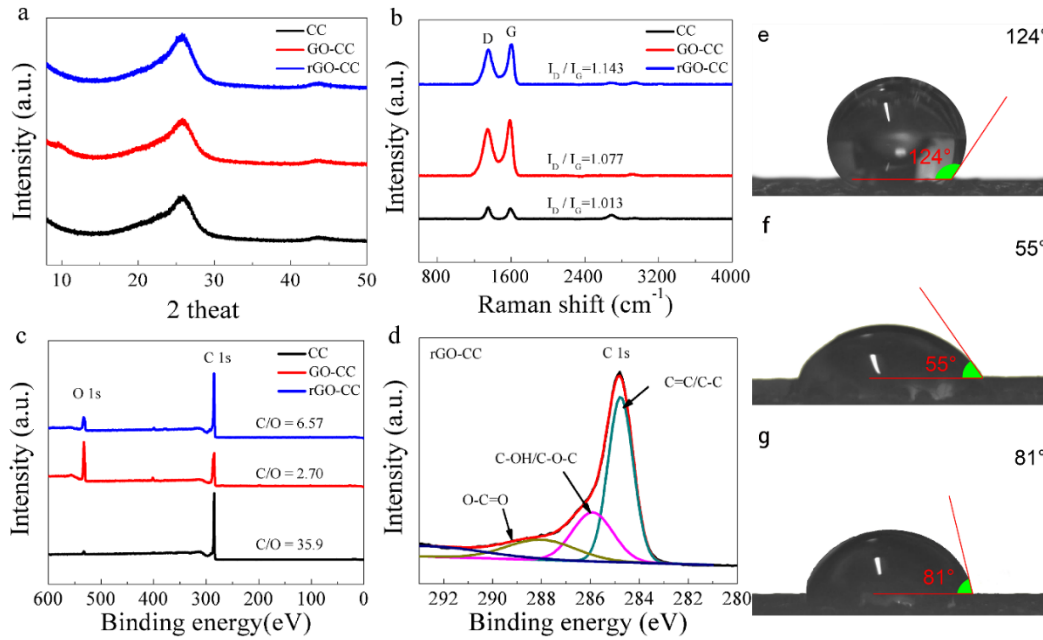 a
CC
GO-CC
rGO-CC
Intensity (a.u.)
10 20 30 40 50
2 theat
b
D G
CC
GO-CC
rGO-CC
I_D / I_G=1.143
I_D / I_G=1.077
I_D / I_G=1.013
Intensity (a.u.)
800 1600 2400 3200 4000
Raman shift (cm⁻¹)
c
C 1s
CC
GO-CC
rGO-CC
O 1s
C/O = 6.57
C/O = 2.70
C/O = 35.9
Intensity (a.u.)
600 500 400 300 200 100 0
Binding energy(eV)
d
rGO-CC
C 1s
C=C/C-C
C-OH/C-O-C
O-C=O
Intensity (a.u.)
292 290 288 286 284 282 280
Binding energy (eV)
e
124°
124°
f
55°
55°
g
81°
81°